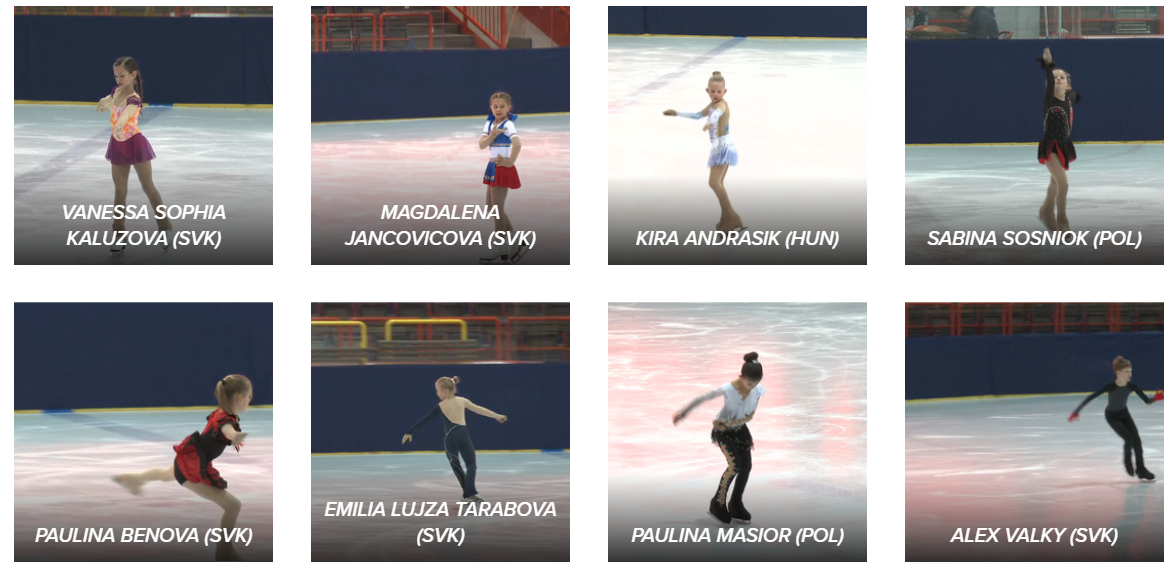 VANESSA SOPHIA
KALUZOVA (SVK)
MAGDALENA
JANCOVICOVA (SVK)
KIRA ANDRASIK (HUN)
SABINA SOSNIOK (POL)
PAULINA BENOVA (SVK)
EMILIA LUJZA TARABOVA
(SVK)
PAULINA MASIOR (POL)
ALEX VALKY (SVK)